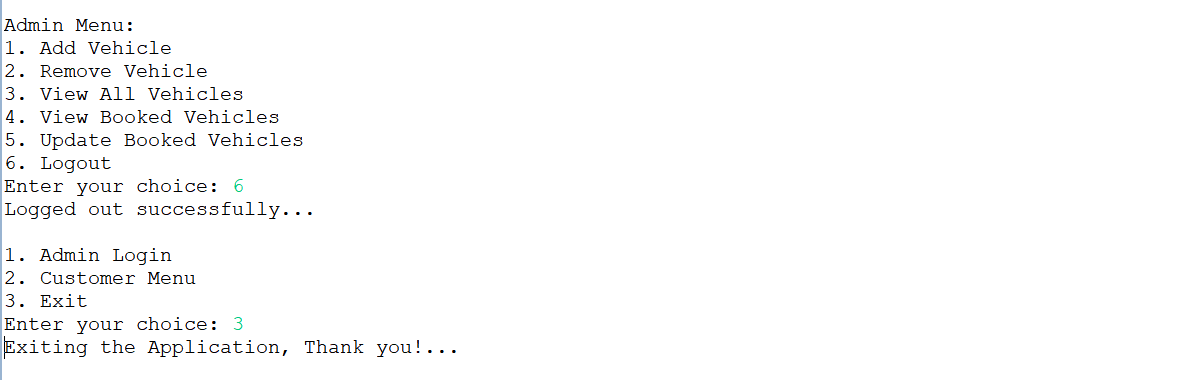 Admin Menu:
1. Add Vehicle
2. Remove Vehicle
3. View All Vehicles
4. View Booked Vehicles
5. Update Booked Vehicles
6. Logout
Enter your choice: 6
Logged out successfully...
1. Admin Login
2. Customer Menu
3. Exit
Enter your choice: 3
Exiting the Application, Thank you!...